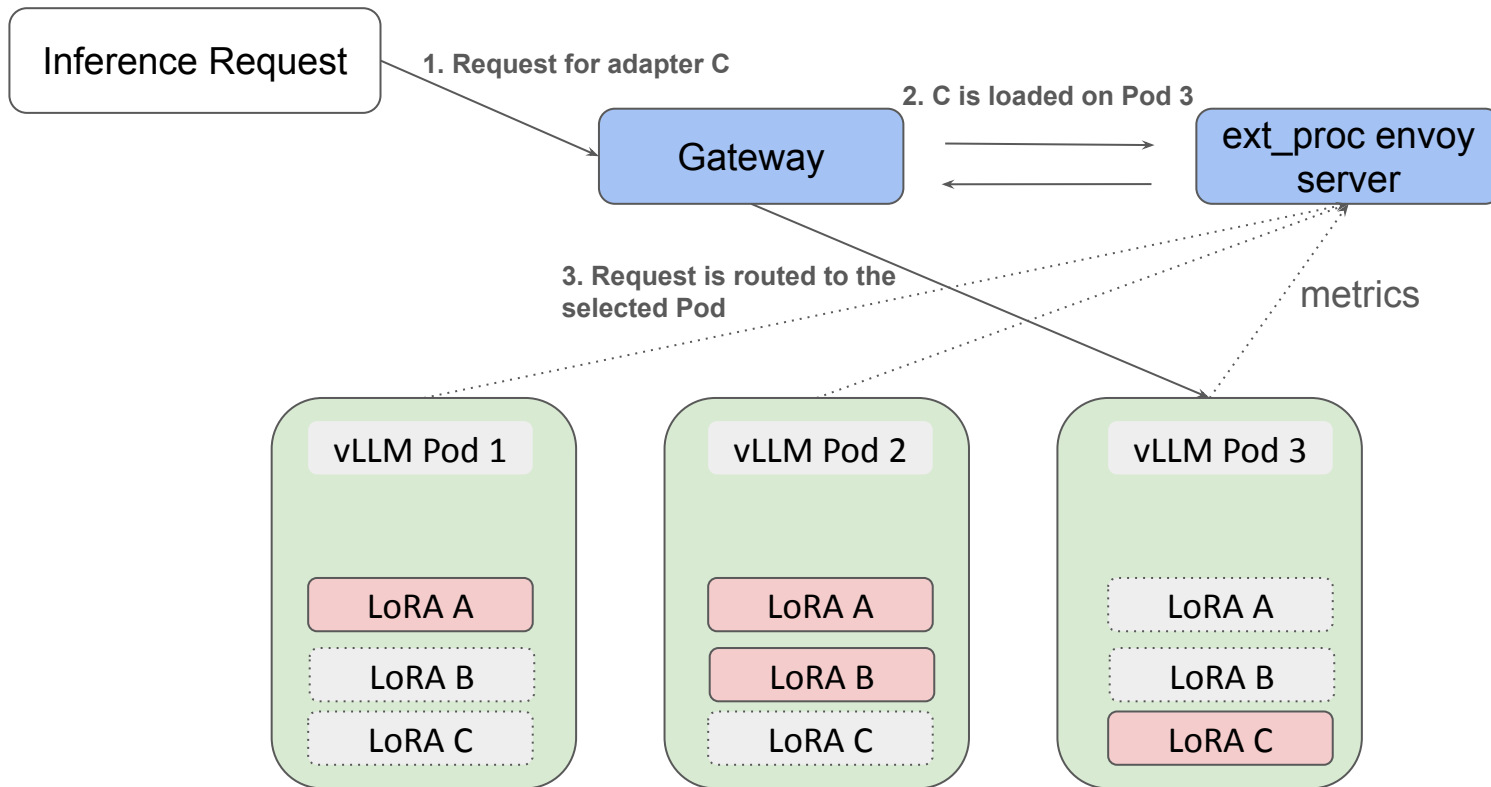 Inference Request
1. Request for adapter C
2. C is loaded on Pod 3
Gateway
ext_proc envoy
server
3. Request is routed to the
selected Pod
metrics
vLLM Pod 1
LoRA A
LoRA B
LoRA C
vLLM Pod 2
LoRA A
LoRA B
LoRA C
vLLM Pod 3
LoRA A
LoRA B
LoRA C